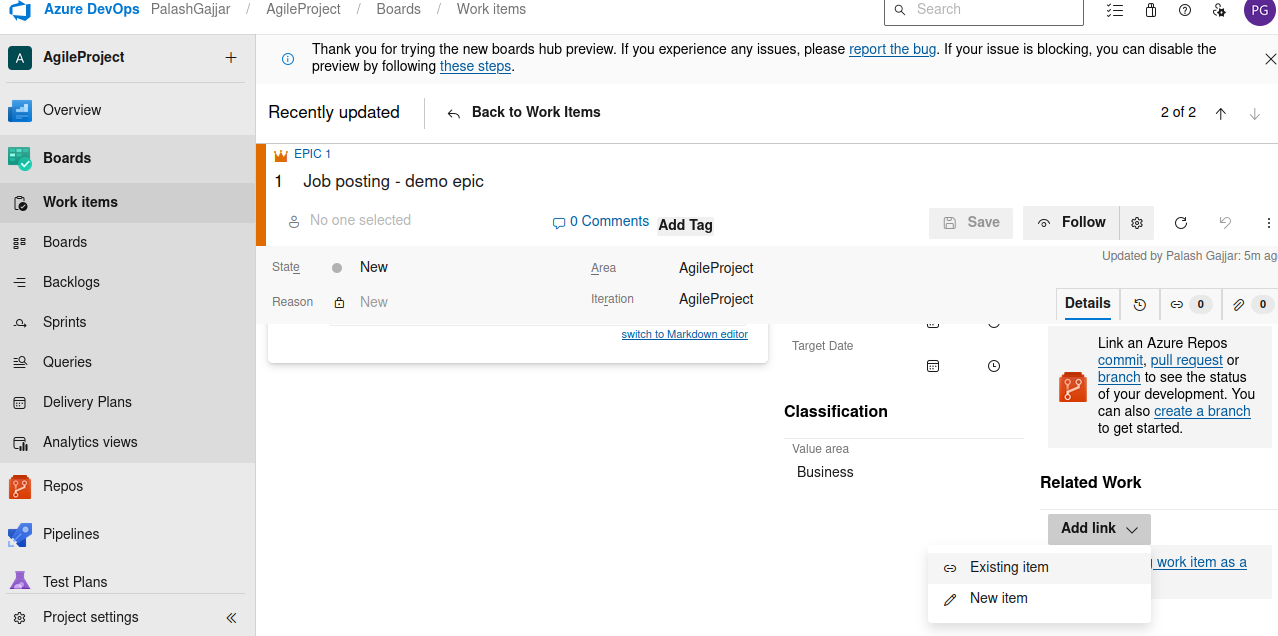 Azure DevOps PalashGajjar / AgileProject / Boards / Work items
Search
PG
A AgileProject +
Overview
Boards
Work items
Boards
Backlogs
Sprints
Queries
Delivery Plans
Analytics views
Repos
Pipelines
Test Plans
Project settings
Thank you for trying the new boards hub preview. If you experience any issues, please report the bug. If your issue is blocking, you can disable the
preview by following these steps.
Recently updated
Back to Work Items
2 of 2
EPIC 1
1 Job posting - demo epic
No one selected
0 Comments
Add Tag
Save
Follow
State New
Area AgileProject
Updated by Palash Gajjar: 5m ag
Reason New
Iteration AgileProject
Details
0
0
switch to Markdown editor
Target Date
Classification
Value area
Business
Link an Azure Repos
commit, pull request or
branch to see the status
of your development. You
can also create a branch
to get started.
Related Work
Add link
work item as a
Existing item
New item